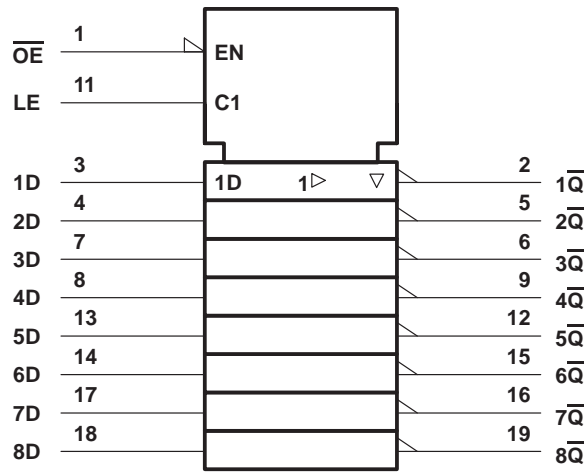 1
O̅E̅ EN
11
LE C1
3 2
1D 1D 1▷ ▽ 1Q̅
4 5
2D 2Q̅
7 6
3D 3Q̅
8 9
4D 4Q̅
13 12
5D 5Q̅
14 15
6D 6Q̅
17 16
7D 7Q̅
18 19
8D 8Q̅